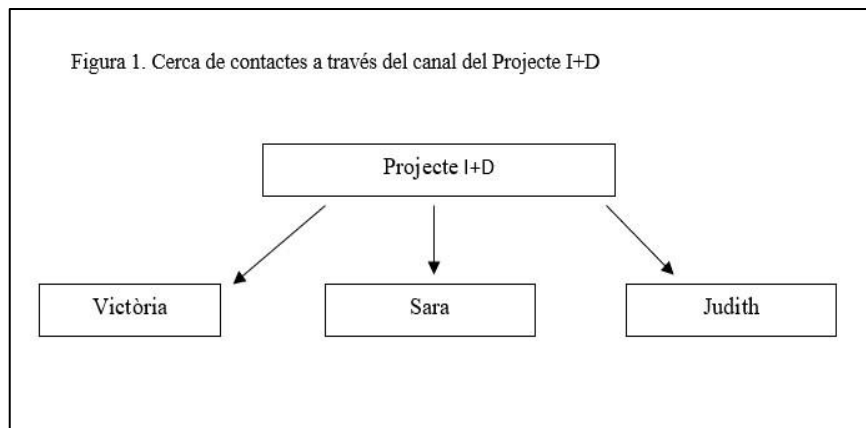 Figura 1. Cerca de contactes a través del canal del Projecte I+D
Projecte I+D
Victòria
Sara
Judith